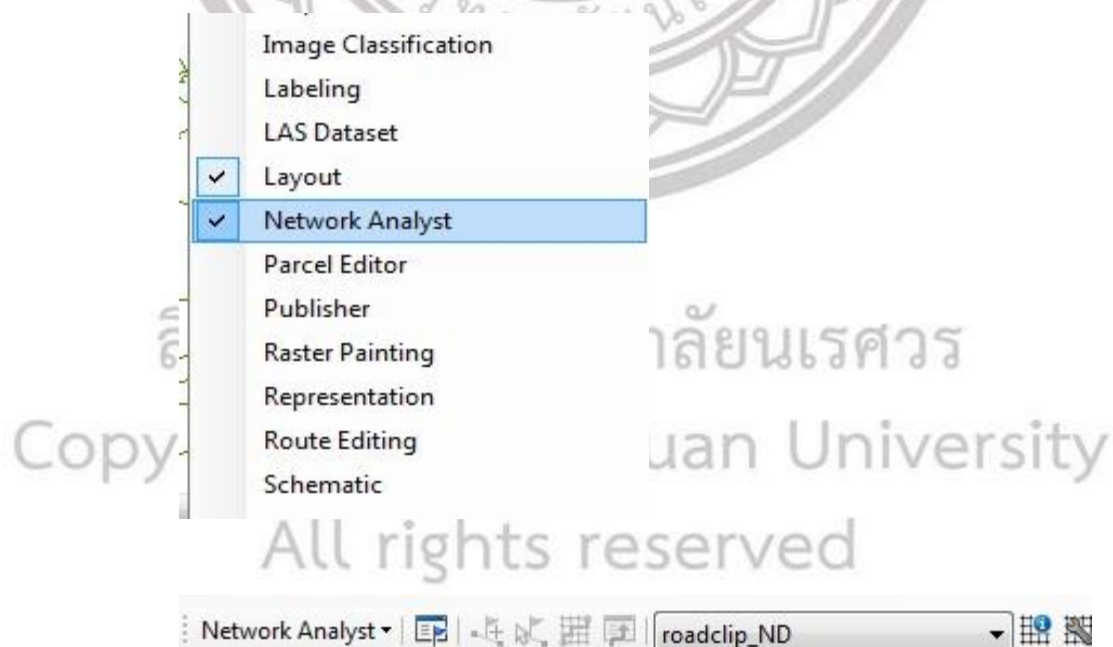 Image Classification
Labeling
LAS Dataset
Layout
Network Analyst
Parcel Editor
Publisher
Raster Painting
Representation
Route Editing
Schematic
ลัยนเรศวร
Copy uan University
All rights reserved
Network Analyst roadclip_ND